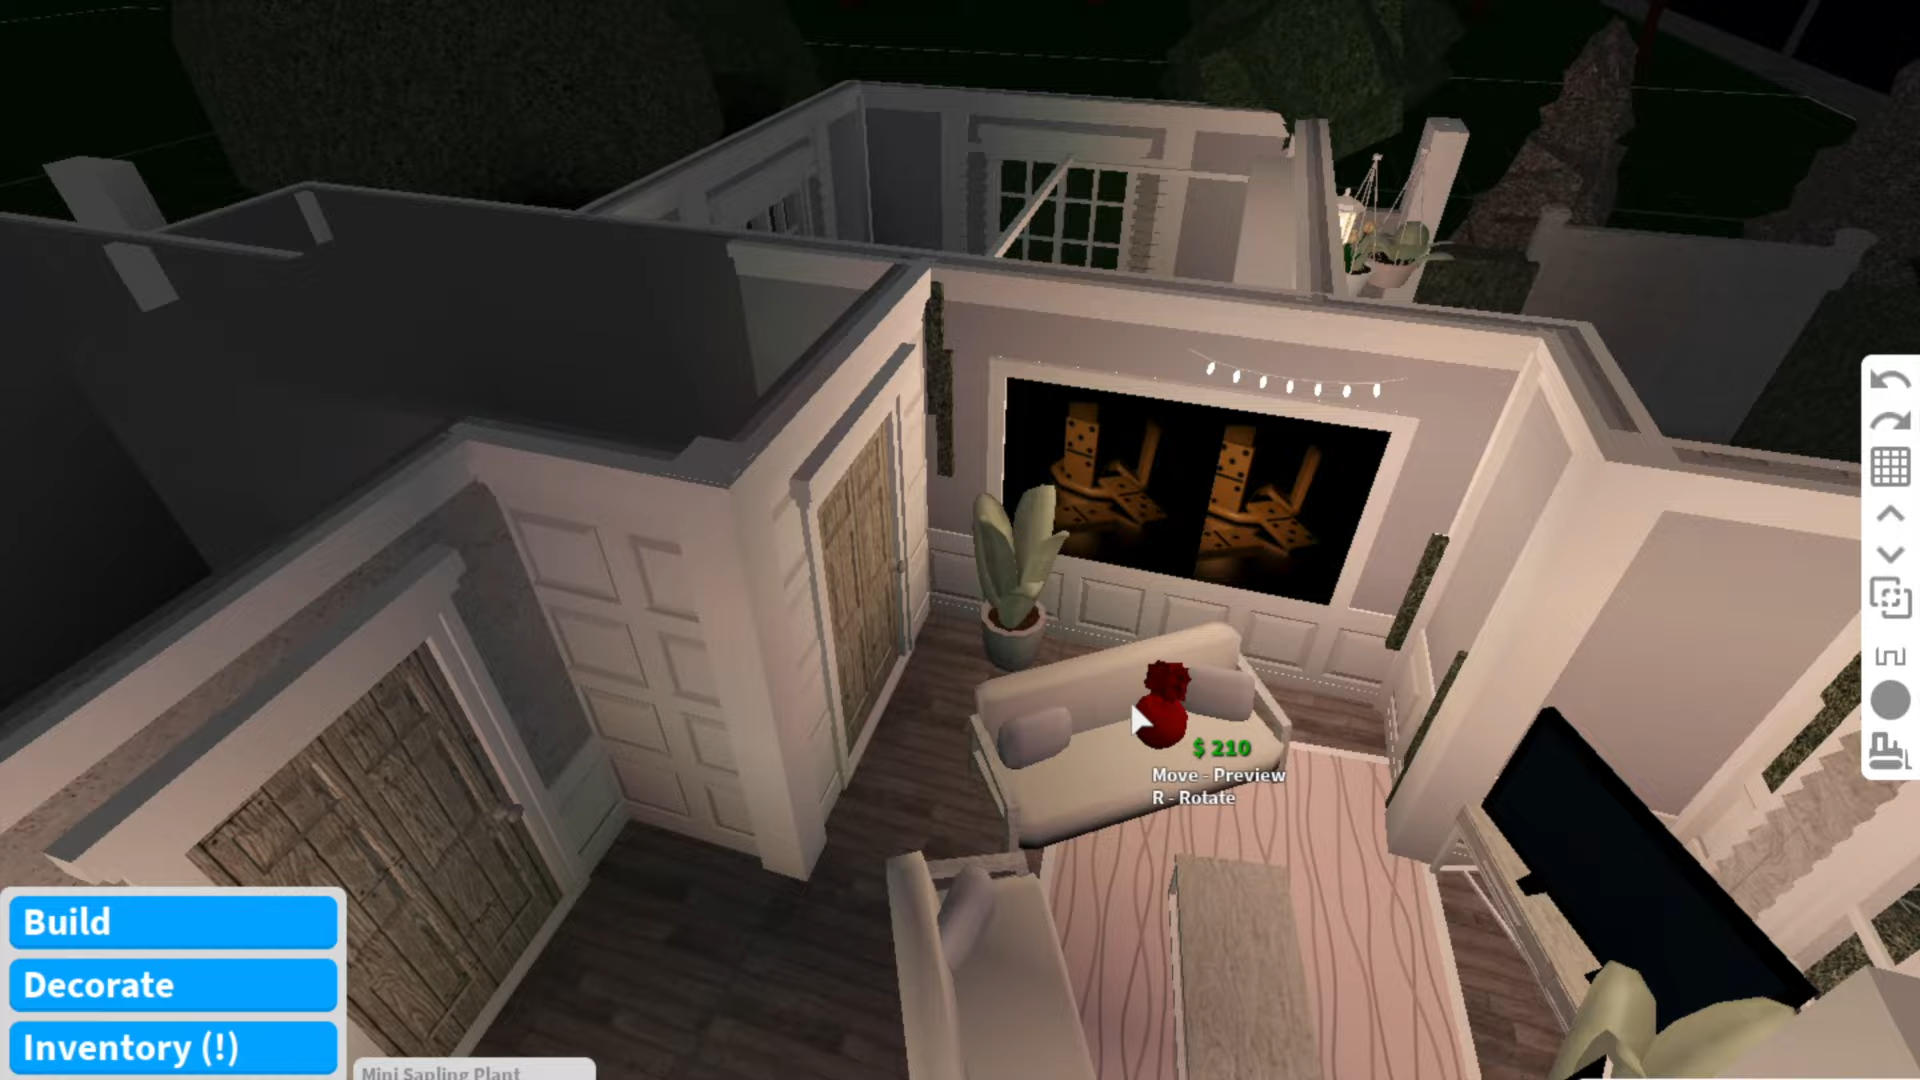 $ 210
Move - Preview
R - Rotate
Build
Decorate
Inventory (!)
Mini Sapling Plant